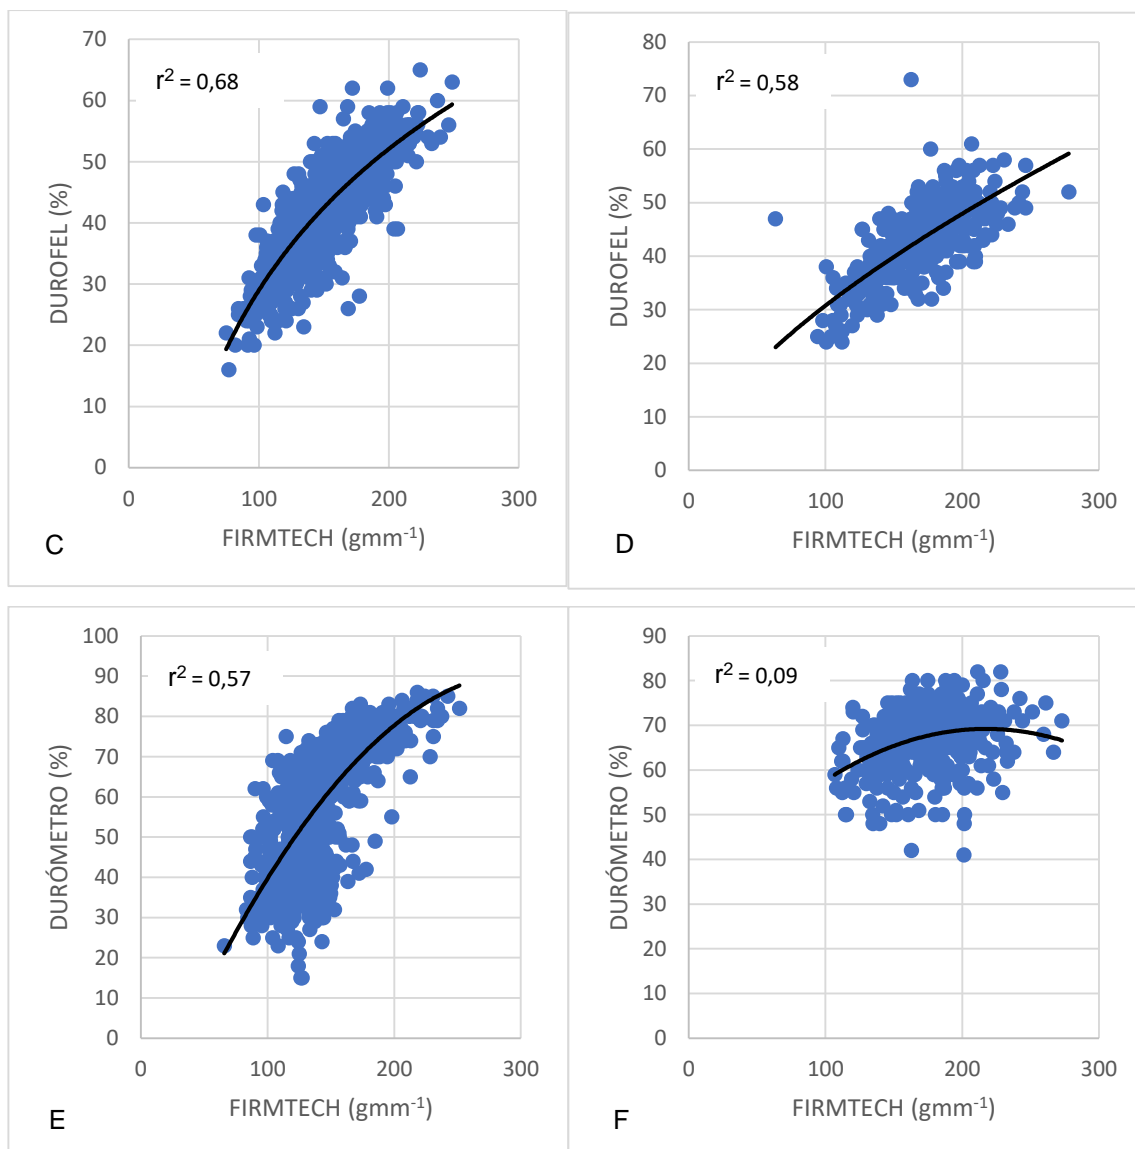 r² = 0,68
70
60
50
40
30
20
10
0
DUROFEL (%)
0 100 200 300
FIRMTECH (gmm⁻¹)
C
r² = 0,58
80
70
60
50
40
30
20
10
0
DUROFEL (%)
0 100 200 300
FIRMTECH (gmm⁻¹)
D
r² = 0,57
100
90
80
70
60
50
40
30
20
10
0
DURÓMETRO (%)
0 100 200 300
FIRMTECH (gmm⁻¹)
E
r² = 0,09
90
80
70
60
50
40
30
20
10
0
DURÓMETRO (%)
0 100 200 300
FIRMTECH (gmm⁻¹)
F